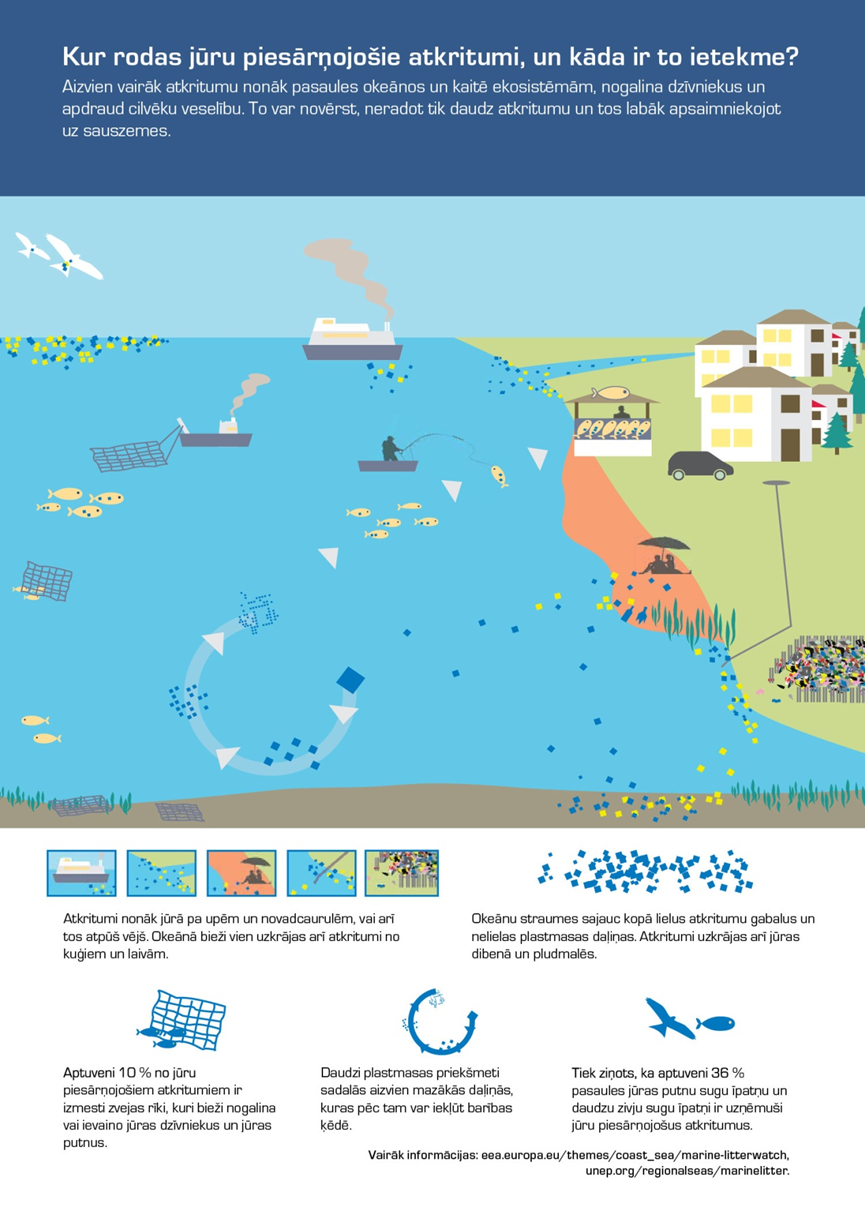 Kur rodas jūru piesārņojošie atkritumi, un kāda ir to ietekme?
Aizvien vairāk atkritumu nonāk pasaules okeānos un kaitē ekosistēmām, nogalina dzīvniekus un
apdraud cilvēku veselību. To var novērst, neradot tik daudz atkritumu un tos labāk apsaimniekojot
uz sauszemes.
Atkritumi nonāk jūrā pa upēm un novadcaurulēm, vai arī
tos atpūš vējš. Okeānā bieži vien uzkrājas arī atkritumi no
kuģiem un laivām.
Okeānu straumes sajauc kopā lielus atkritumu gabalus un
nelielas plastmasas daļiņas. Atkritumi uzkrājas arī jūras
dibenā un pludmalēs.
Aptuveni 10 % no jūru
piesārņojošiem atkritumiem ir
izmesti zvejas rīki, kuri bieži nogalina
vai ievaino jūras dzīvniekus un jūras
putnus.
Daudzi plastmasas priekšmeti
sadalās aizvien mazākās daļiņās,
kuras pēc tam var iekļūt barības
ķēdē.
Tiek ziņots, ka aptuveni 36 %
pasaules jūras putnu sugu īpatņu un
daudzu zivju sugu īpatņi ir uzņēmuši
jūru piesārņojošus atkritumus.
Vairāk informācijas: eea.europa.eu/themes/coast_sea/marine-litterwatch,
unep.org/regionalseas/marinelitter.